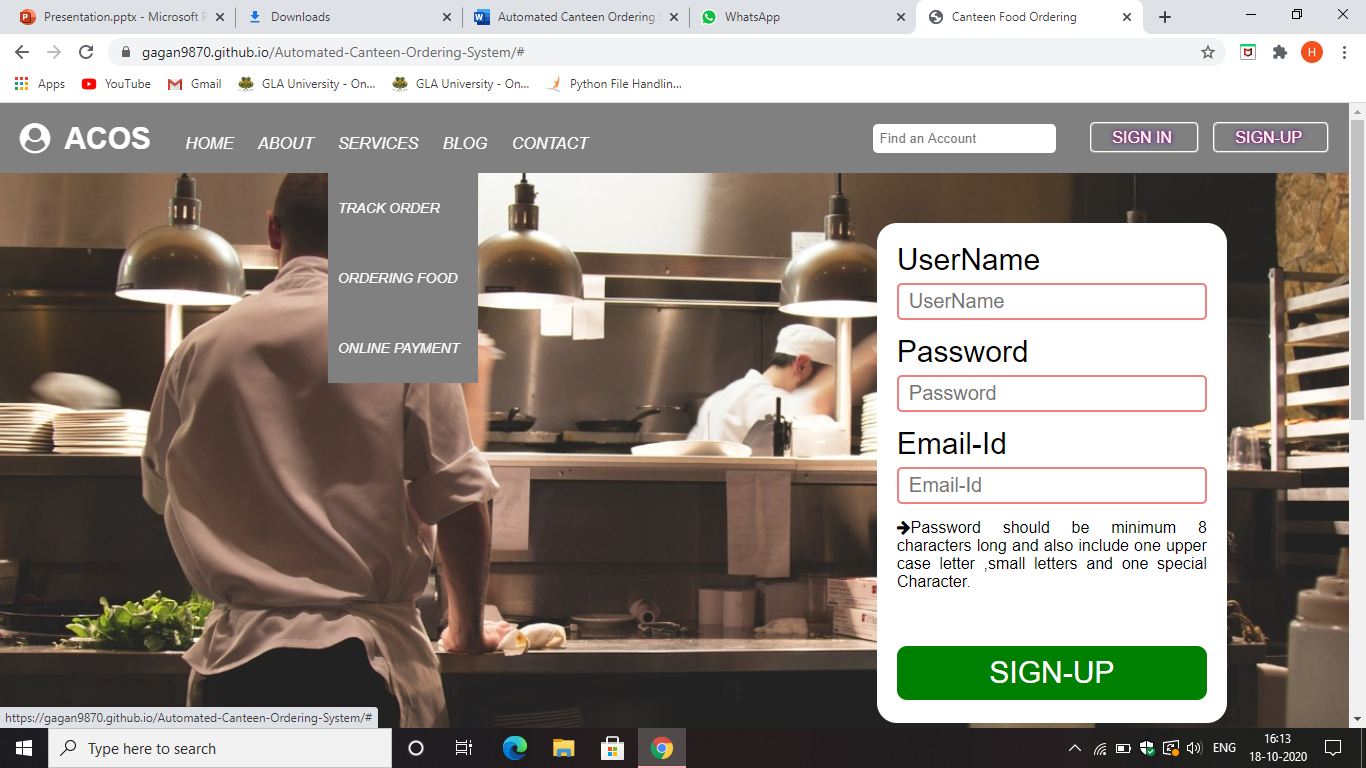 Presentation.pptx - Microsoft P
Downloads
Automated Canteen Ordering S
WhatsApp
Canteen Food Ordering
gagan9870.github.io/Automated-Canteen-Ordering-System/#
Apps
YouTube
Gmail
GLA University - On...
GLA University - On...
Python File Handlin...
H
ACOS
HOME
ABOUT
SERVICES
BLOG
CONTACT
Find an Account
SIGN IN
SIGN-UP
TRACK ORDER
ORDERING FOOD
ONLINE PAYMENT
UserName
UserName
Password
Password
Email-Id
Email-Id
➔Password should be minimum 8
characters long and also include one upper
case letter ,small letters and one special
Character.
SIGN-UP
https://gagan9870.github.io/Automated-Canteen-Ordering-System/#
Type here to search
ENG
16:13
18-10-2020